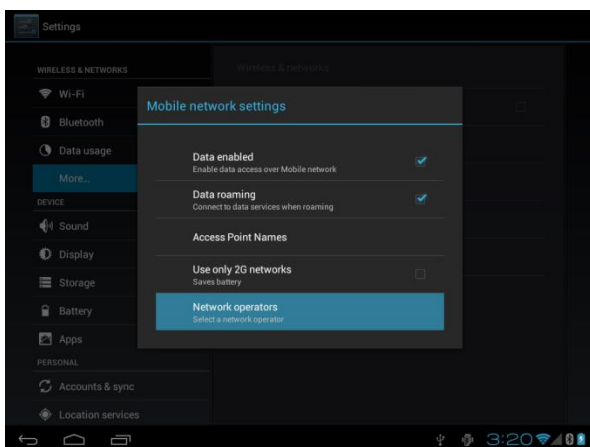 Settings
WIRELESS & NETWORKS
Wi-Fi
Bluetooth
Data usage
More...
DEVICE
Sound
Display
Storage
Battery
Apps
PERSONAL
Accounts & sync
Location services
Wireless & networks
Mobile network settings
Data enabled
Enable data access over Mobile network
Data roaming
Connect to data services when roaming
Access Point Names
Use only 2G networks
Saves battery
Network operators
Select a network operator
3:20